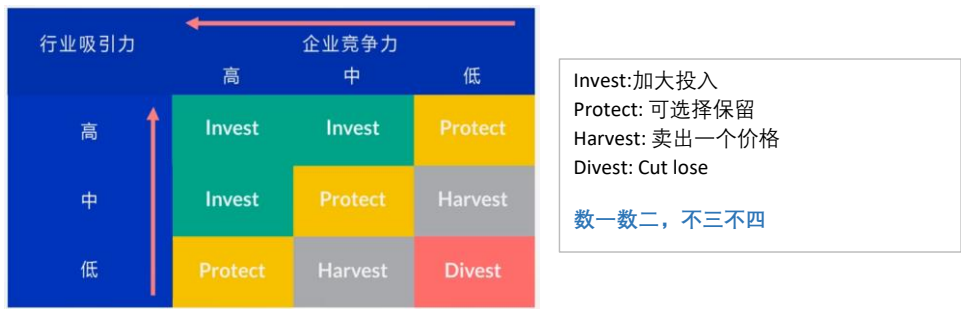 行业吸引力
企业竞争力
高 中 低
高 Invest Invest Protect
中 Invest Protect Harvest
低 Protect Harvest Divest
Invest:加大投入
Protect: 可选择保留
Harvest: 卖出一个价格
Divest: Cut lose
数一数二，不三不四